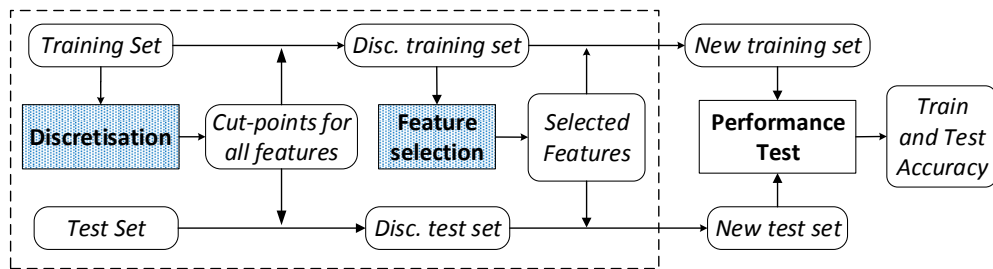 Training Set
Disc. training set
New training set
Discretisation
Cut-points for
all features
Feature
selection
Selected
Features
Performance
Test
Train
and Test
Accuracy
Test Set
Disc. test set
New test set